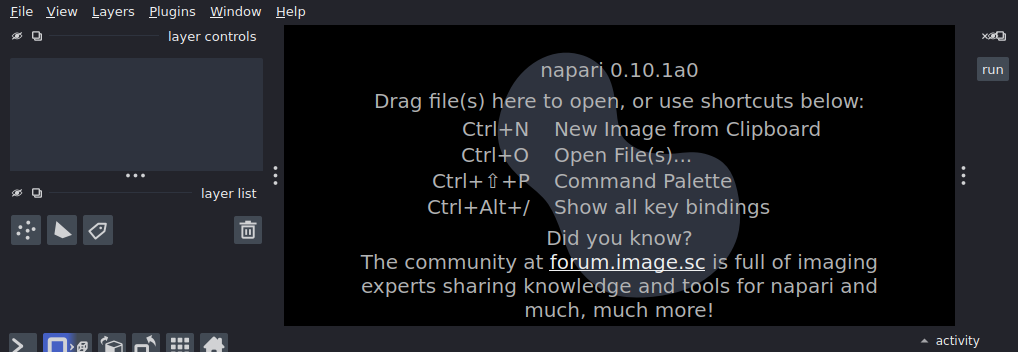 File View Layers Plugins Window Help
layer controls
run
napari 0.10.1a0
Drag file(s) here to open, or use shortcuts below:
Ctrl+N New Image from Clipboard
Ctrl+O Open File(s)...
Ctrl+⇧+P Command Palette
Ctrl+Alt+/ Show all key bindings
layer list
Did you know?
The community at forum.image.sc is full of imaging
experts sharing knowledge and tools for napari and
much, much more!
activity